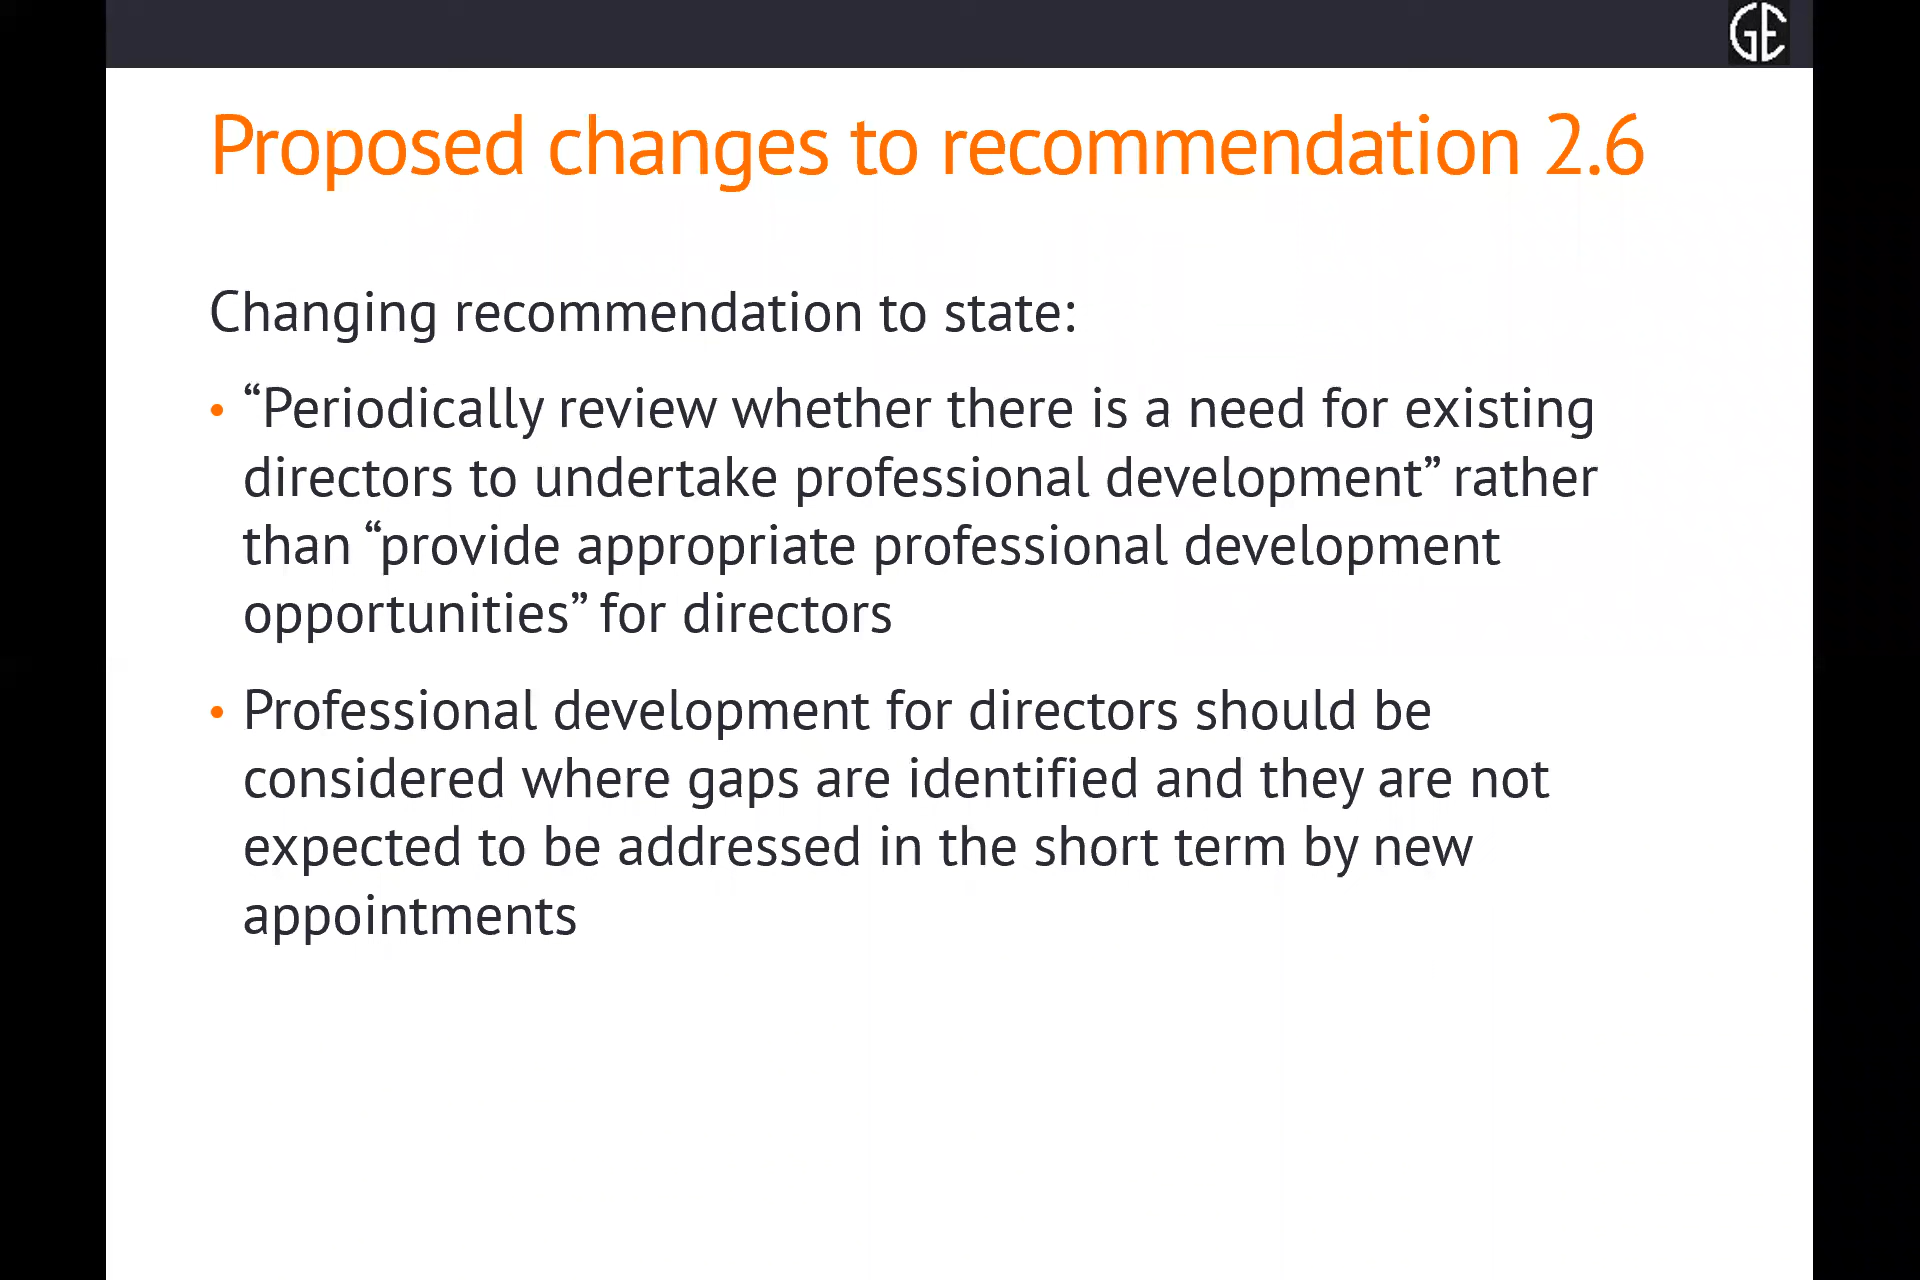 GE
Proposed changes to recommendation 2.6
Changing recommendation to state:
• “Periodically review whether there is a need for existing
directors to undertake professional development” rather
than “provide appropriate professional development
opportunities” for directors
• Professional development for directors should be
considered where gaps are identified and they are not
expected to be addressed in the short term by new
appointments